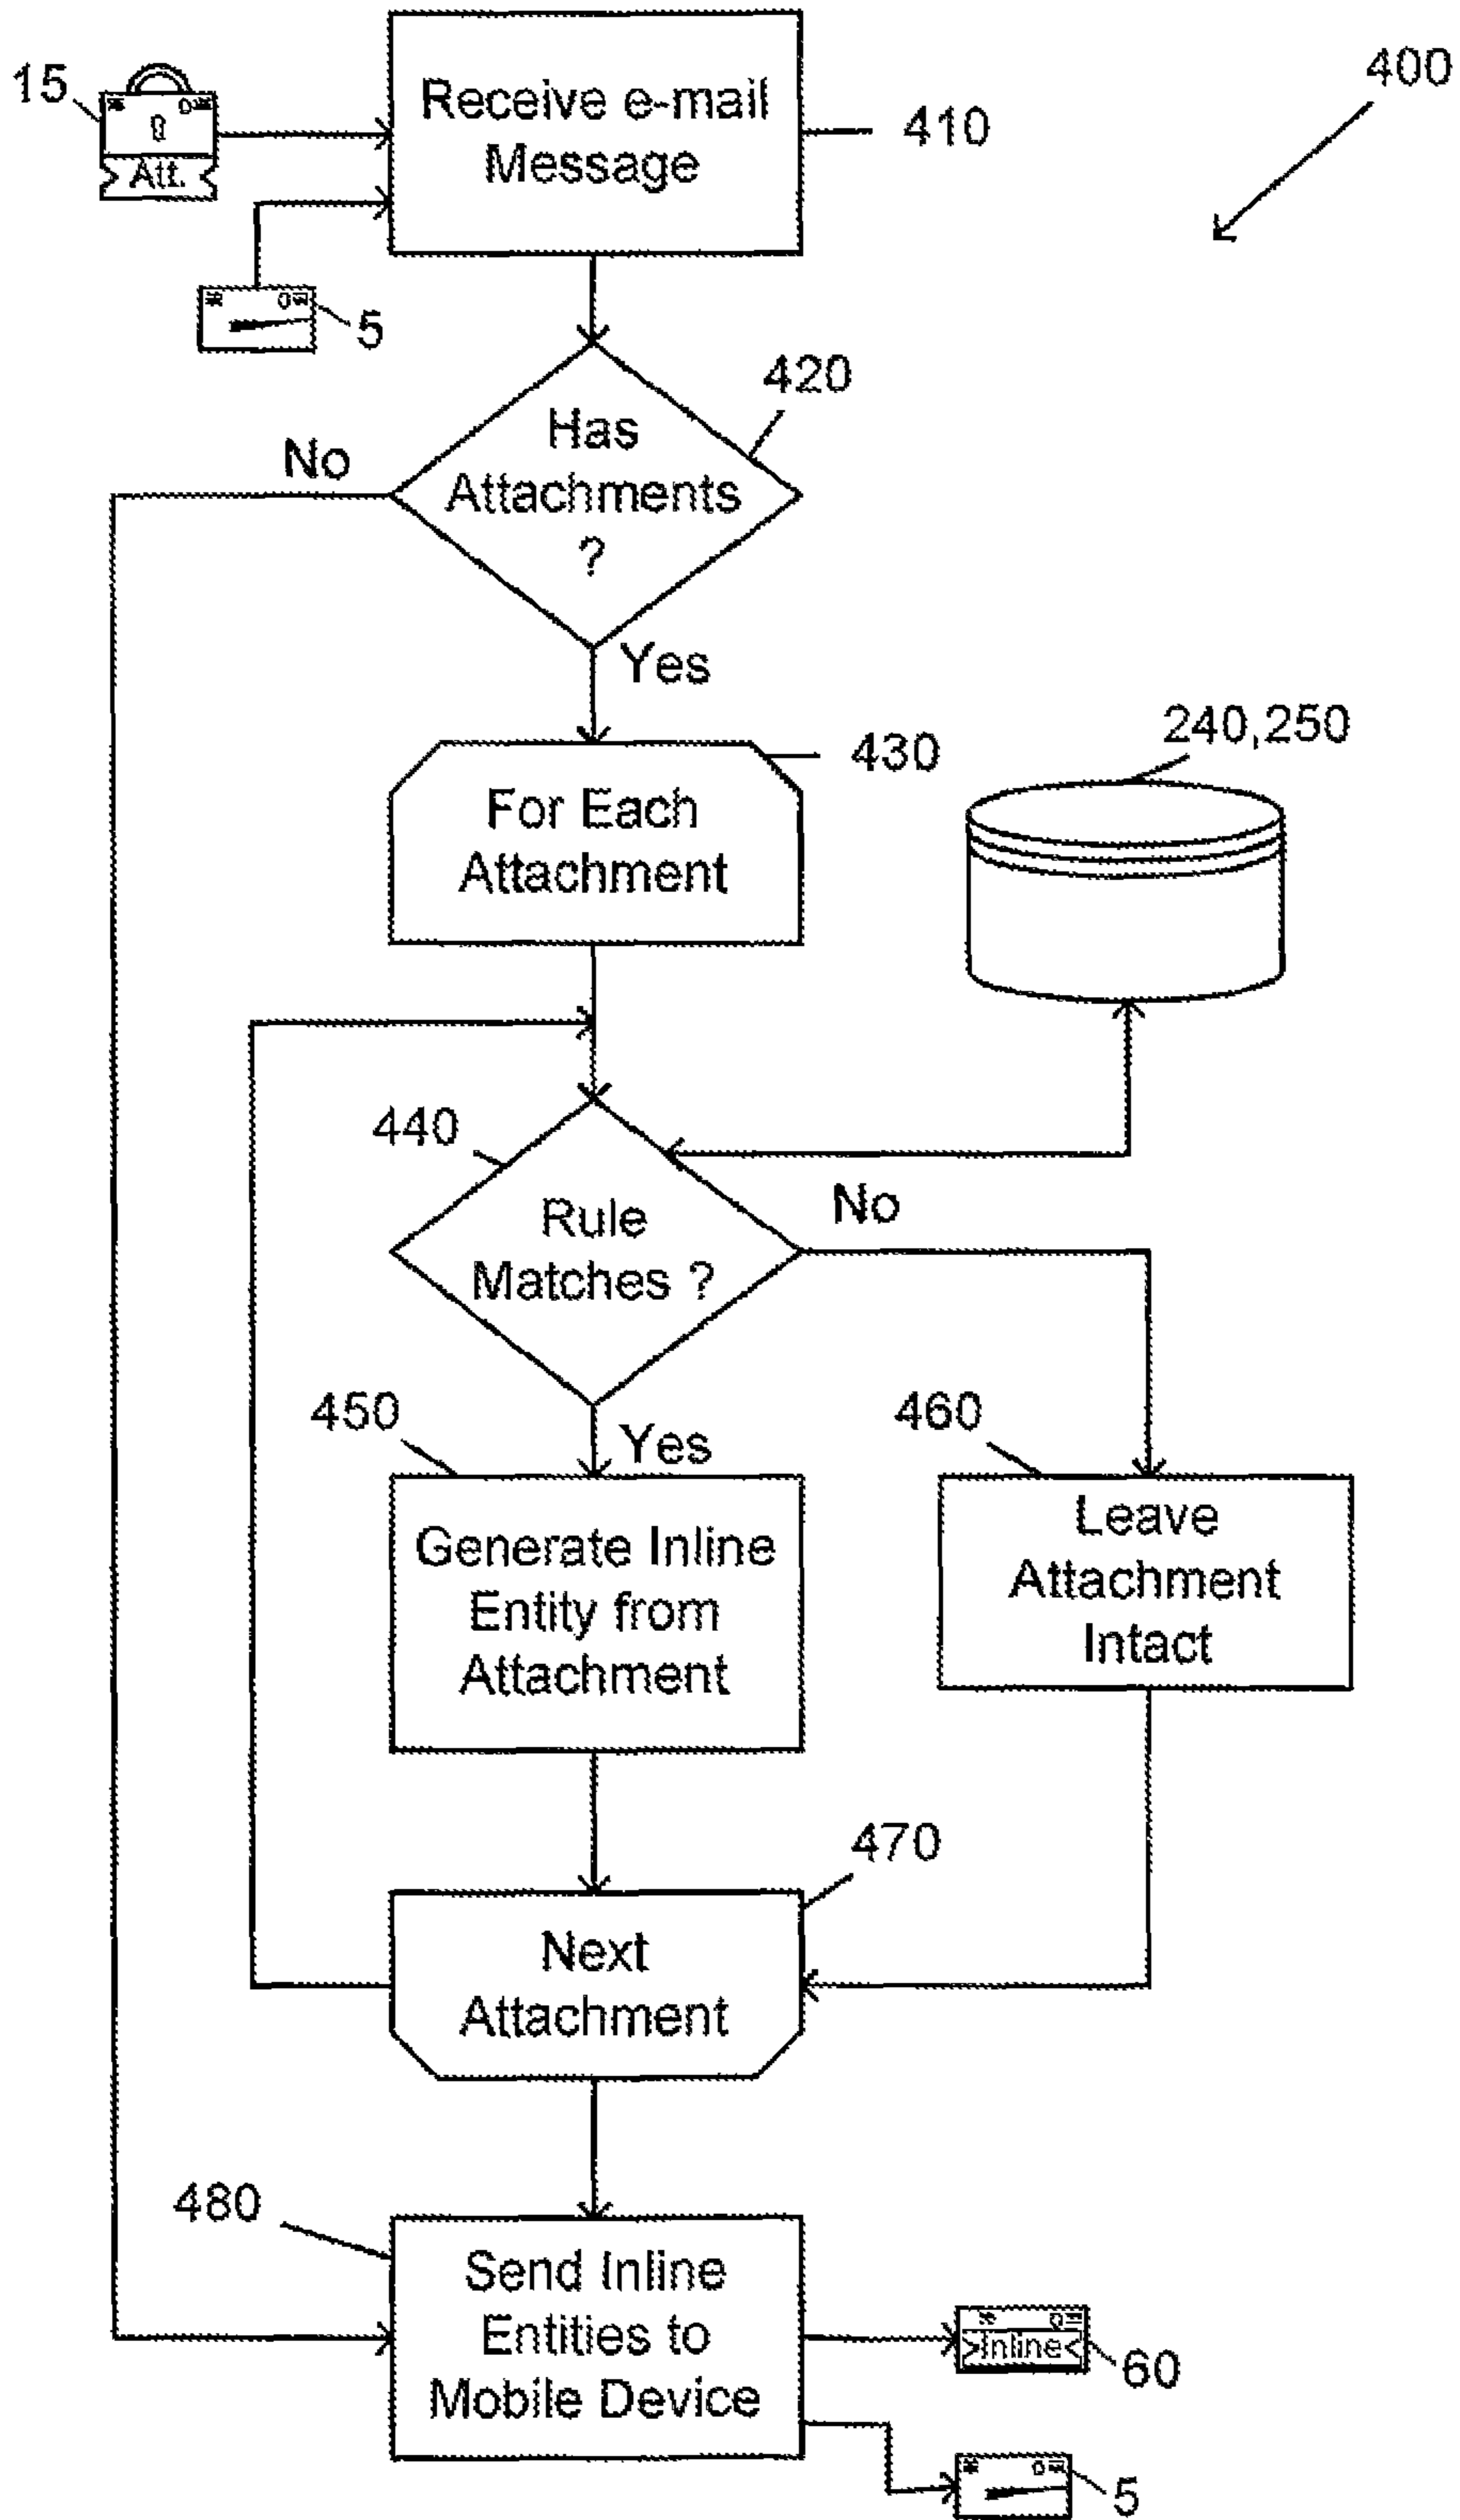 400
15
Att.
Receive e-mail
Message
410
5
420
Has
Attachments
?
No
Yes
430
For Each
Attachment
240,250
440
Rule
Matches ?
No
Yes
450
Generate Inline
Entity from
Attachment
460
Leave
Attachment
Intact
470
Next
Attachment
480
Send Inline
Entities to
Mobile Device
>Inline<
60
5